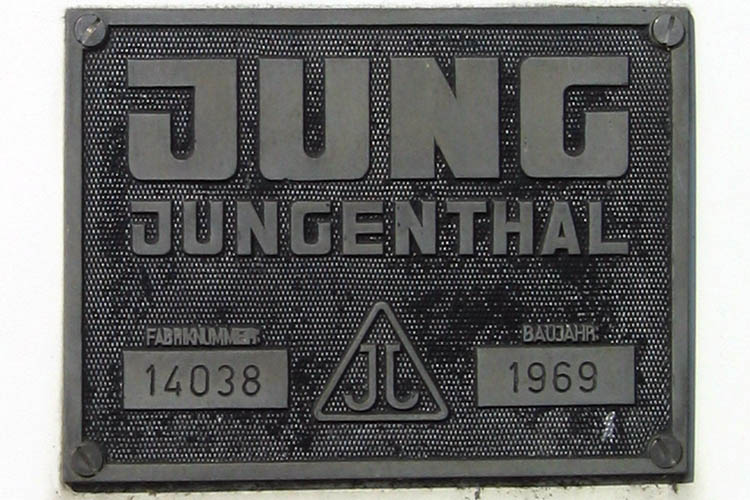 JUNG
JUNGENTHAL
FABRIKNUMMER
BAUJAHR
14038
JJ
1969